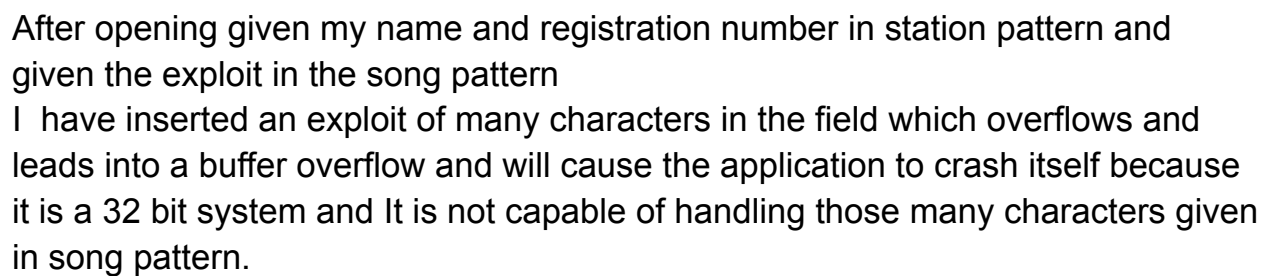 After opening given my name and registration number in station pattern and
given the exploit in the song pattern
I  have inserted an exploit of many characters in the field which overflows and
leads into a buffer overflow and will cause the application to crash itself because
it is a 32 bit system and It is not capable of handling those many characters given
in song pattern.